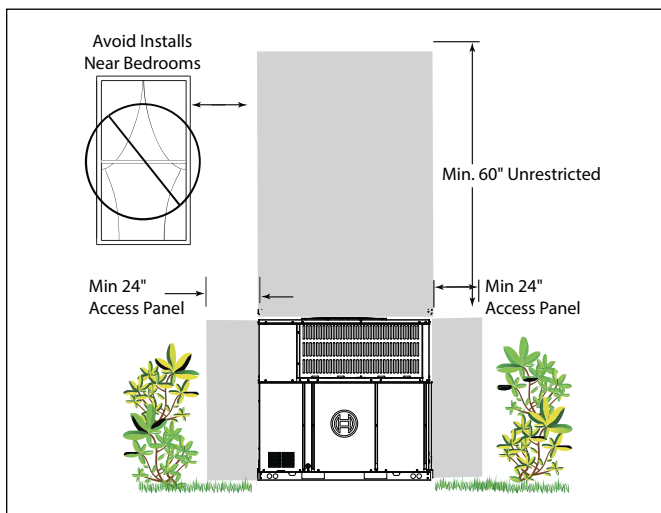 Avoid Installs
Near Bedrooms
Min. 60" Unrestricted
Min 24"
Access Panel
Min 24"
Access Panel